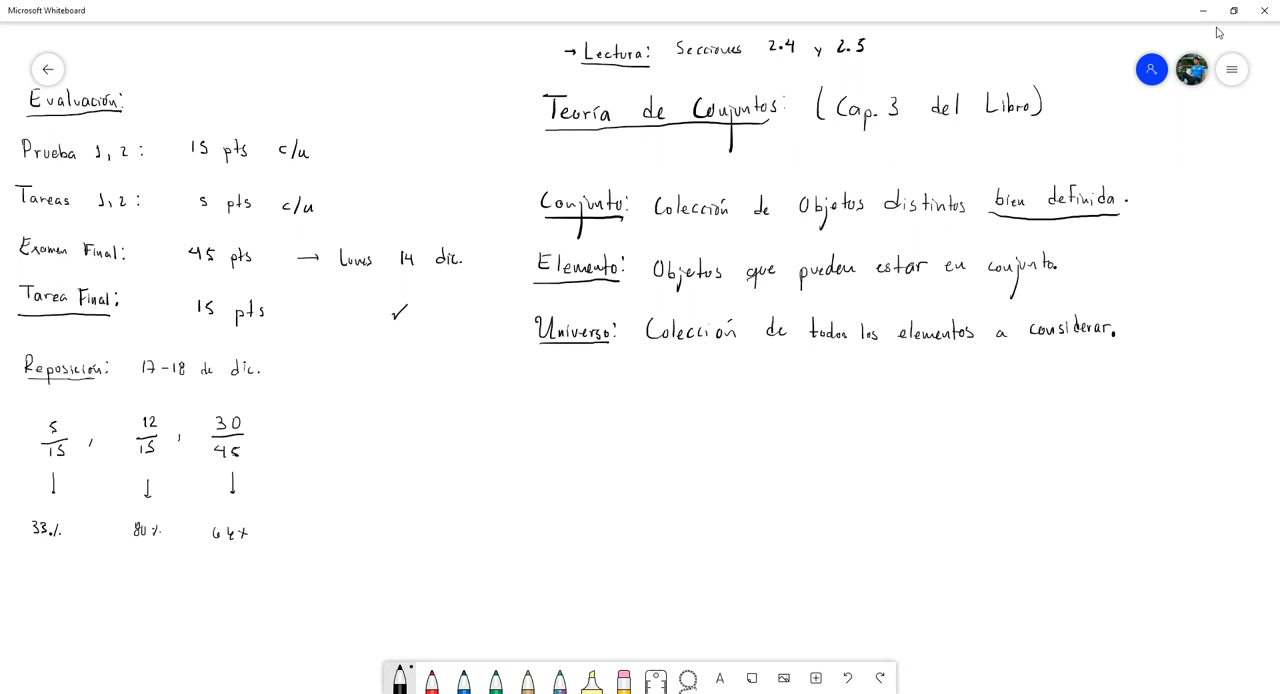 Microsoft Whiteboard
Evaluación:
Prueba 1, 2: 15 pts c/u
Tareas 1, 2: 5 pts c/u
Examen Final: 45 pts → Lunes 14 dic.
Tarea Final: 15 pts ✓
Reposición: 17-18 de dic.
5/15 , 12/15 , 30/45
↓ ↓ ↓
33% 80% 64%
→ Lectura: Secciones 2.4 y 2.5
Teoría de Conjuntos: (Cap. 3 del Libro)
Conjunto: Colección de Objetos distintos bien definida.
Elemento: Objetos que pueden estar en conjunto.
Universo: Colección de todos los elementos a considerar.
A